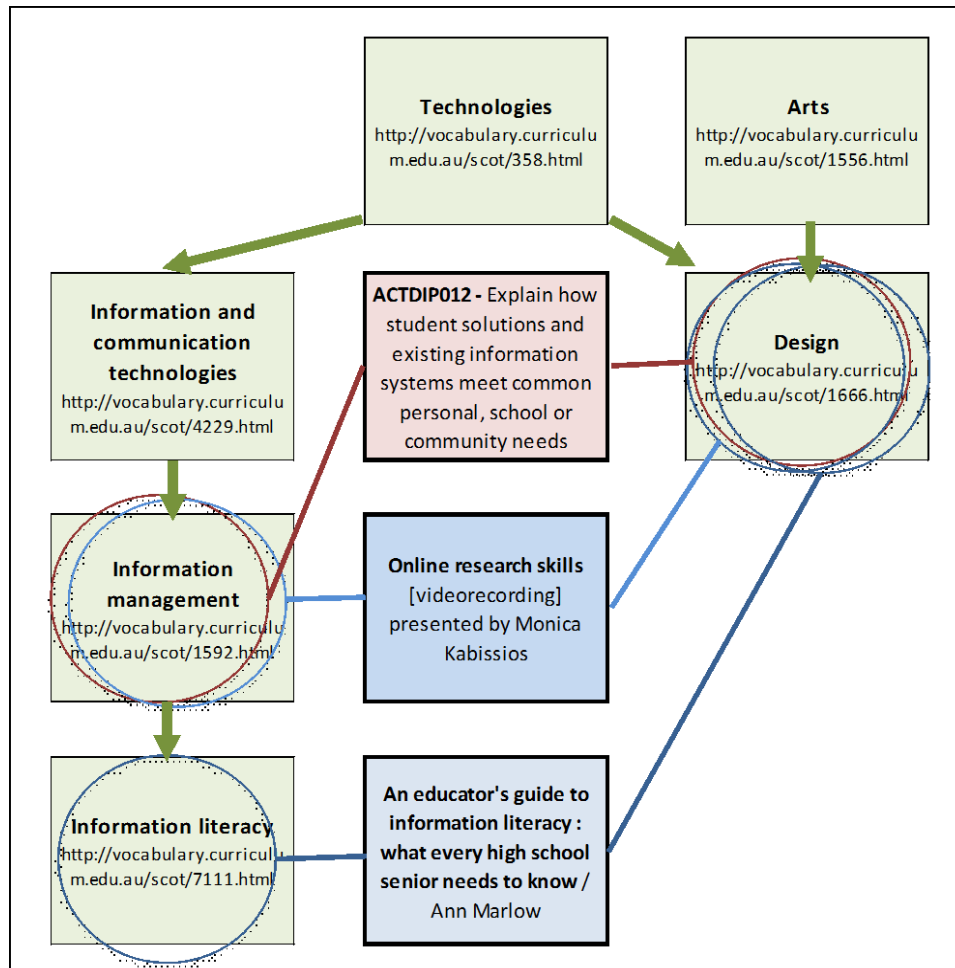 Technologies
http://vocabulary.curriculu
m.edu.au/scot/358.html
Arts
http://vocabulary.curriculu
m.edu.au/scot/1556.html
Information and
communication
technologies
http://vocabulary.curriculu
m.edu.au/scot/4229.html
ACTDIP012 - Explain how
student solutions and
existing information
systems meet common
personal, school or
community needs
Design
http://vocabulary.curriculu
m.edu.au/scot/1666.html
Information
management
http://vocabulary.curriculu
m.edu.au/scot/1592.html
Online research skills
[videorecording]
presented by Monica
Kabissios
Information literacy
http://vocabulary.curriculu
m.edu.au/scot/7111.html
An educator's guide to
information literacy :
what every high school
senior needs to know /
Ann Marlow